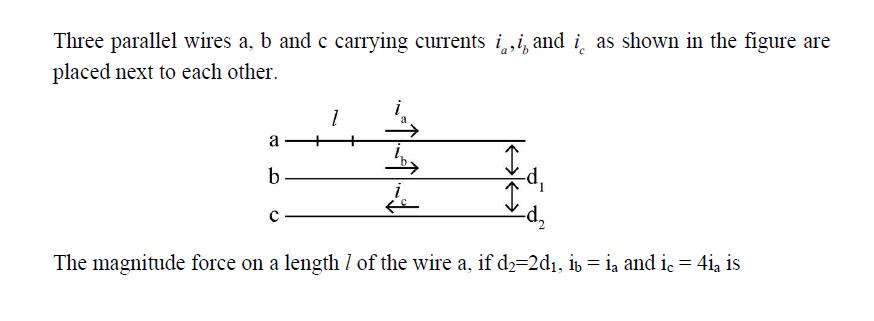 Three parallel wires a, b and c carrying currents i_a, i_b and i_c as shown in the figure are
placed next to each other.
l
i_a
a
i_b
b
d_1
i_c
c
d_2
The magnitude force on a length l of the wire a, if d₂=2d₁, i_b = i_a and i_c = 4i_a is